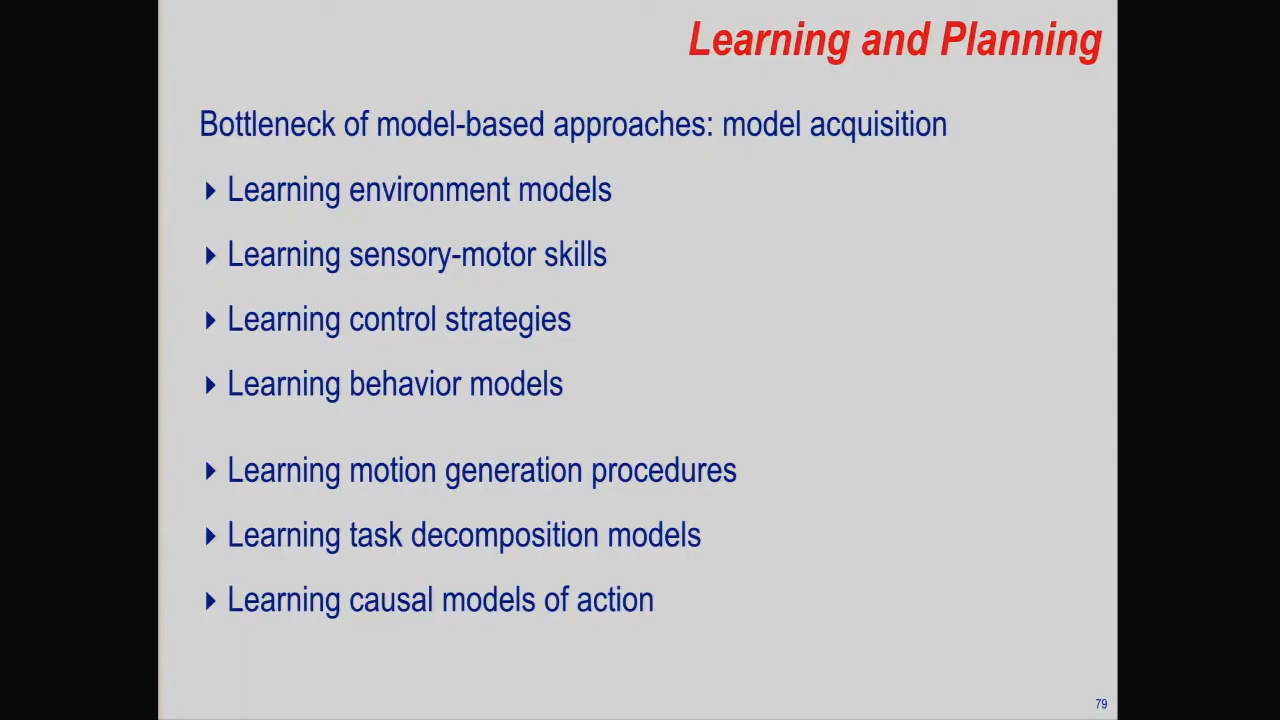 Learning and Planning
Bottleneck of model-based approaches: model acquisition
Learning environment models
Learning sensory-motor skills
Learning control strategies
Learning behavior models
Learning motion generation procedures
Learning task decomposition models
Learning causal models of action
79